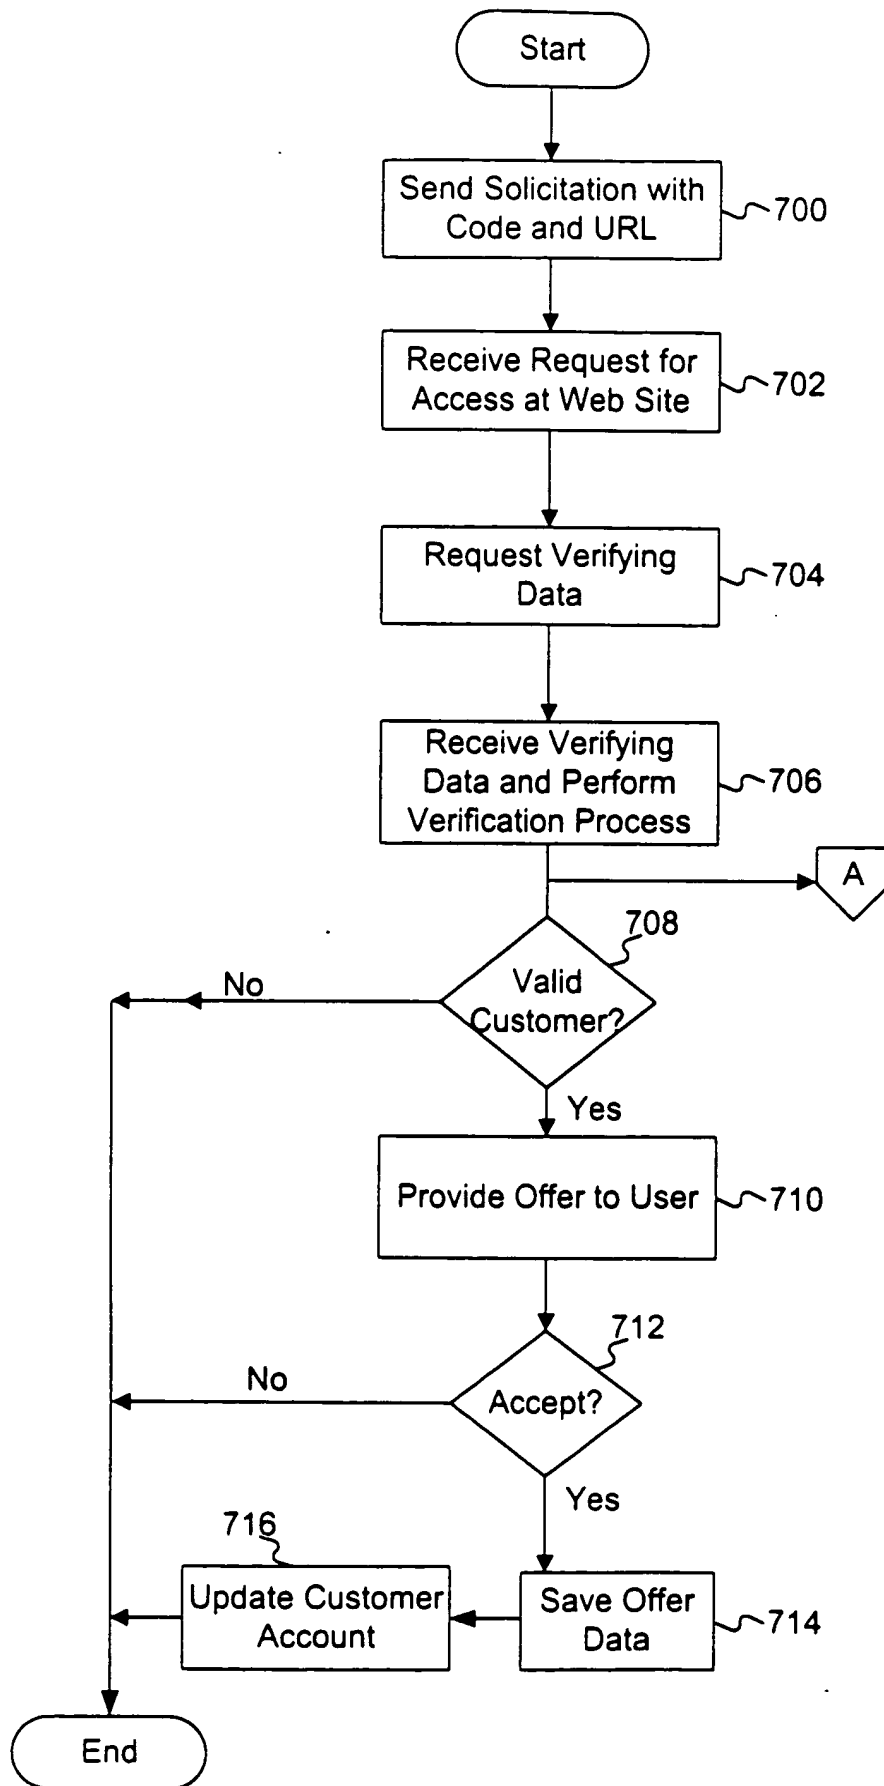 Start
Send Solicitation with
Code and URL
700
Receive Request for
Access at Web Site
702
Request Verifying
Data
704
Receive Verifying
Data and Perform
Verification Process
706
A
708
Valid
Customer?
No
Yes
Provide Offer to User
710
712
Accept?
No
Yes
716
Update Customer
Account
Save Offer
Data
714
End